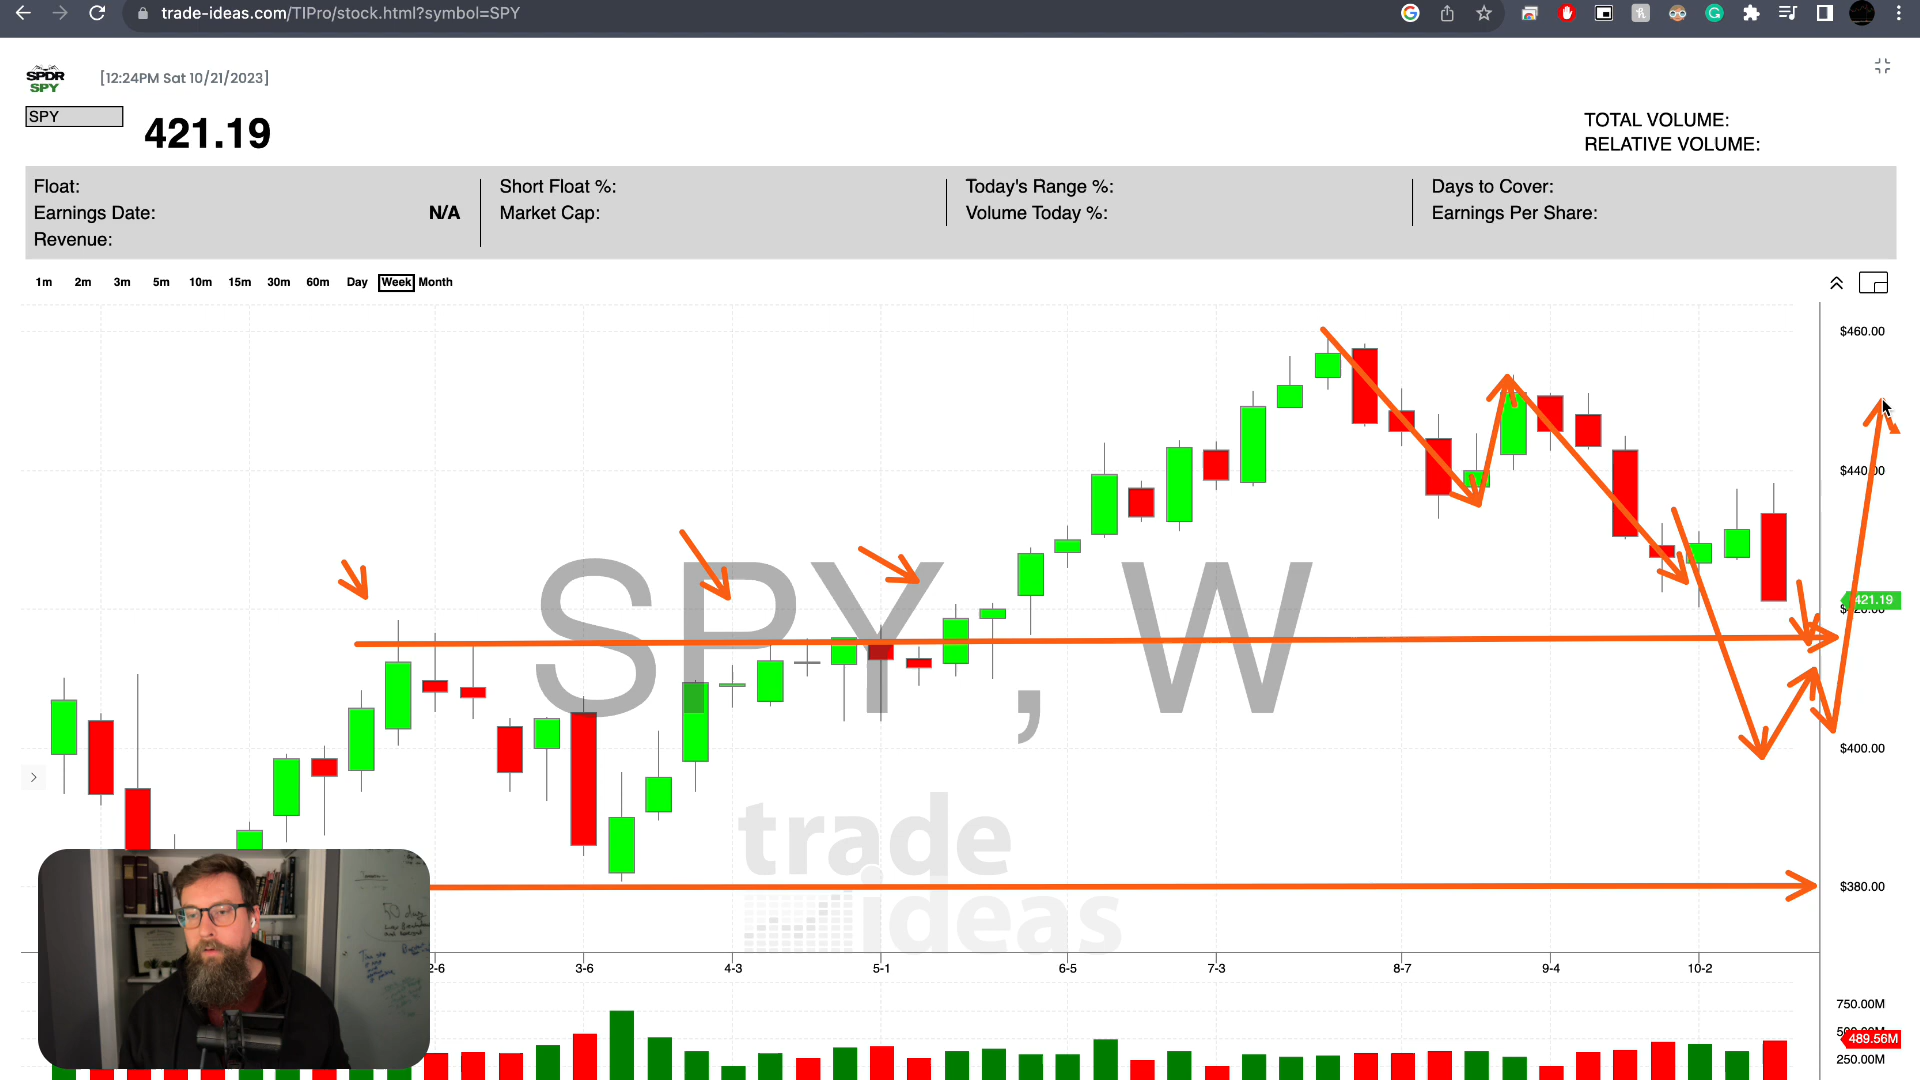 trade-ideas.com/TIPro/stock.html?symbol=SPY
SPDR
SPY
[12:24PM Sat 10/21/2023]
SPY
421.19
TOTAL VOLUME:
RELATIVE VOLUME:
Float:
Earnings Date: N/A
Revenue:
Short Float %:
Market Cap:
Today's Range %:
Volume Today %:
Days to Cover:
Earnings Per Share:
1m 2m 3m 5m 10m 15m 30m 60m Day Week Month
$460.00
$440.00
421.19
$400.00
$380.00
SPY , W
trade
ideas
2-6 3-6 4-3 5-1 6-5 7-3 8-7 9-4 10-2
750.00M
489.56M
250.00M